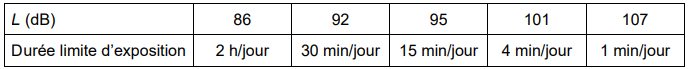 L (dB) 86 92 95 101 107
Durée limite d’exposition 2 h/jour 30 min/jour 15 min/jour 4 min/jour 1 min/jour